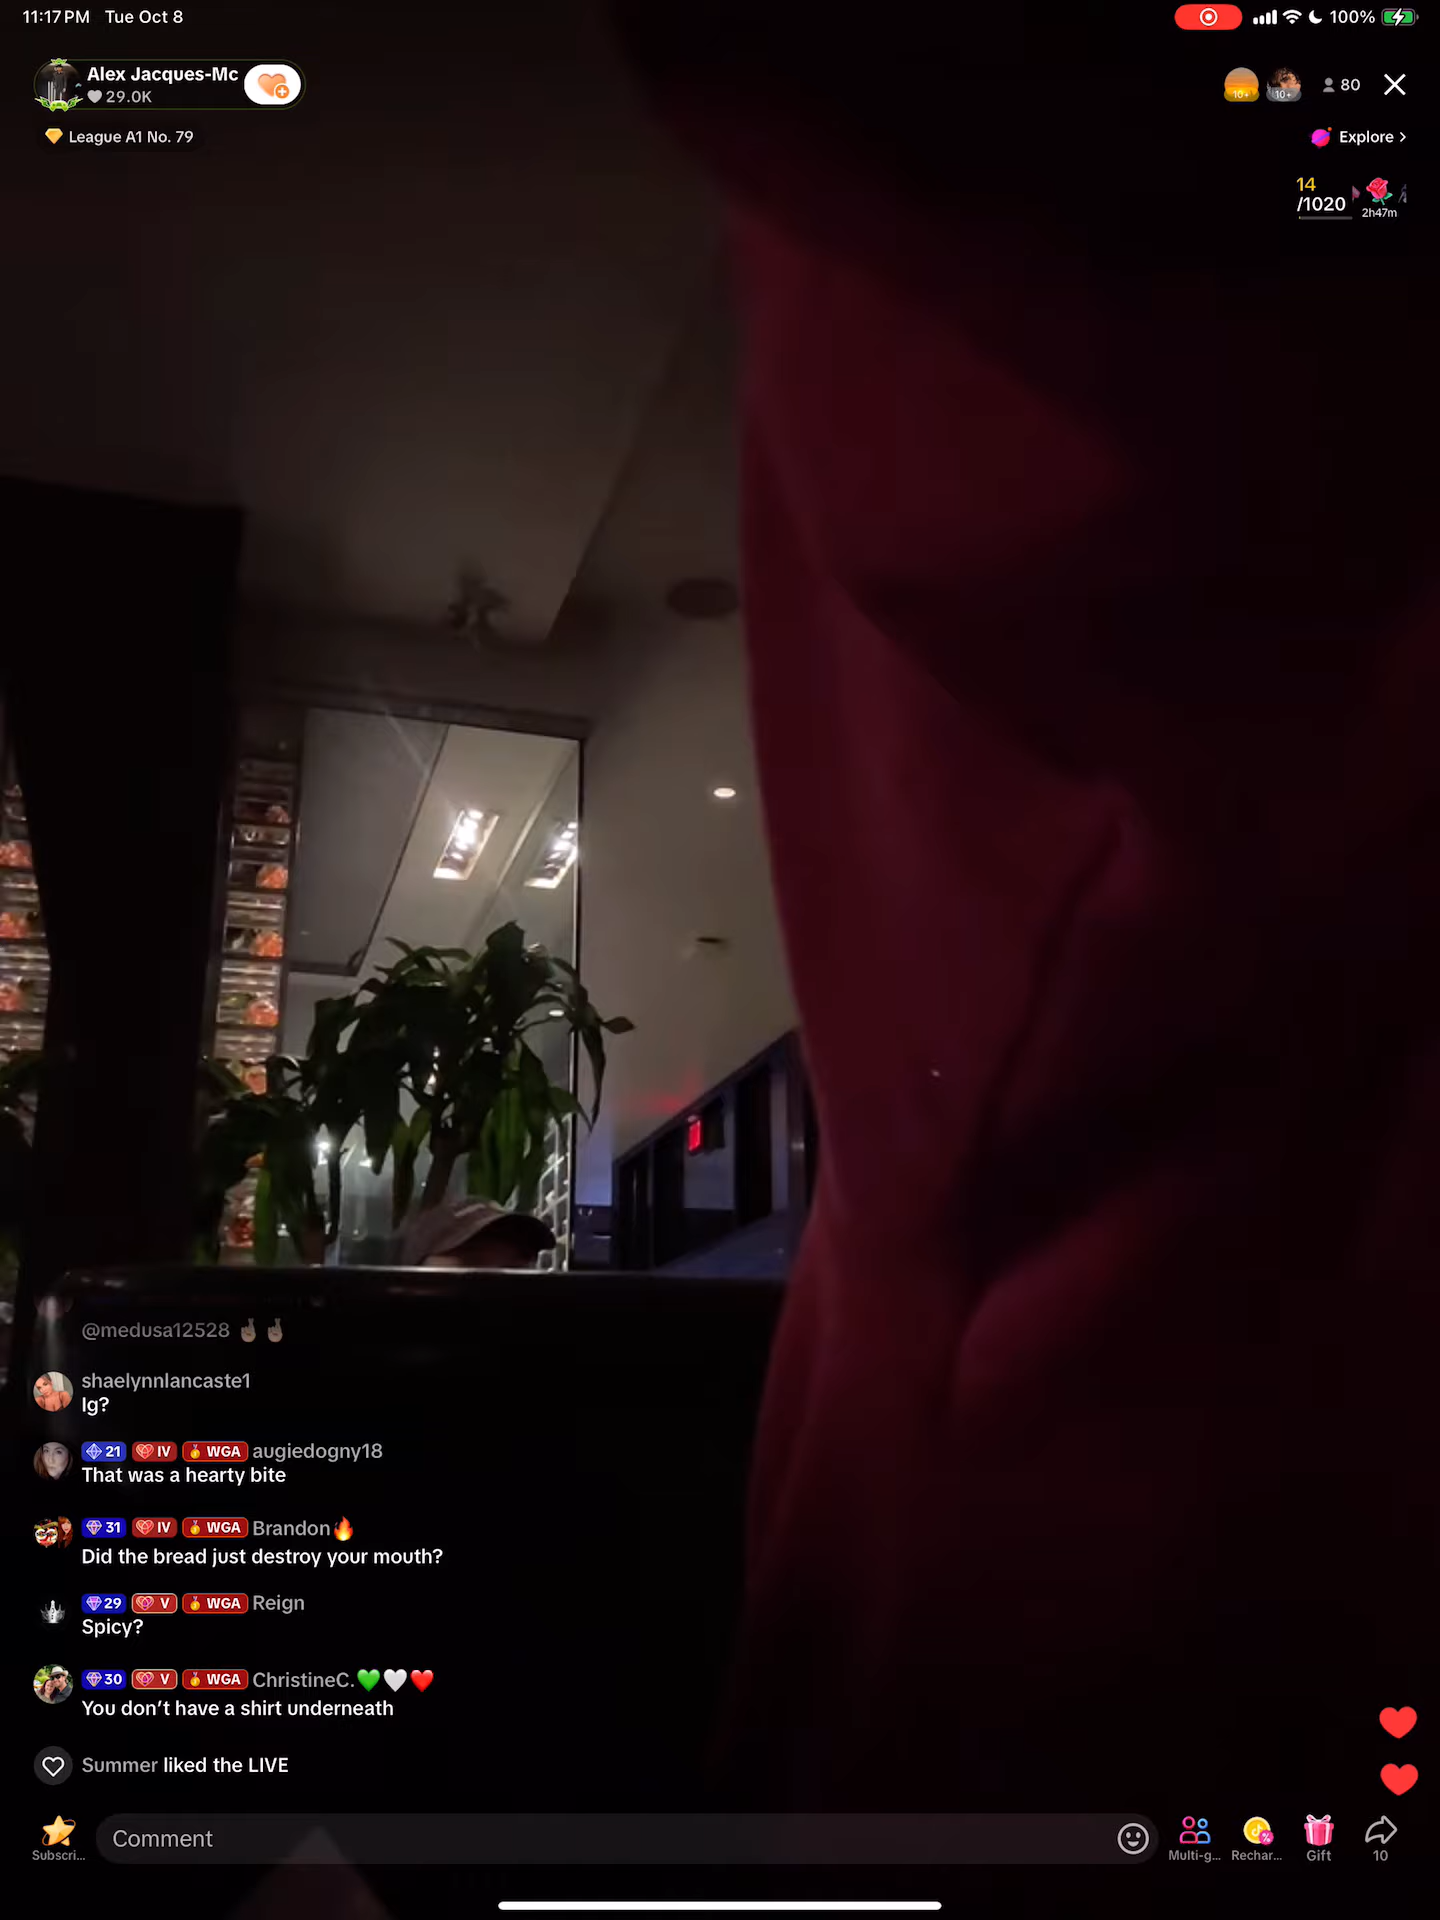 11:17 PM Tue Oct 8
100%
Alex Jacques-Mc
29.0K
10+
10+
80
League A1 No. 79
Explore >
14
/1020
2h47m
@medusa12528 🤞🏼🤞🏼
shaelynnlancaste1
Ig?
21 IV WGA augiedogny18
That was a hearty bite
31 IV WGA Brandon🔥
Did the bread just destroy your mouth?
29 V WGA Reign
Spicy?
30 V WGA ChristineC.💚🤍❤️
You don't have a shirt underneath
Summer liked the LIVE
Subscri...
Comment
Multi-g...
Rechar...
Gift
10